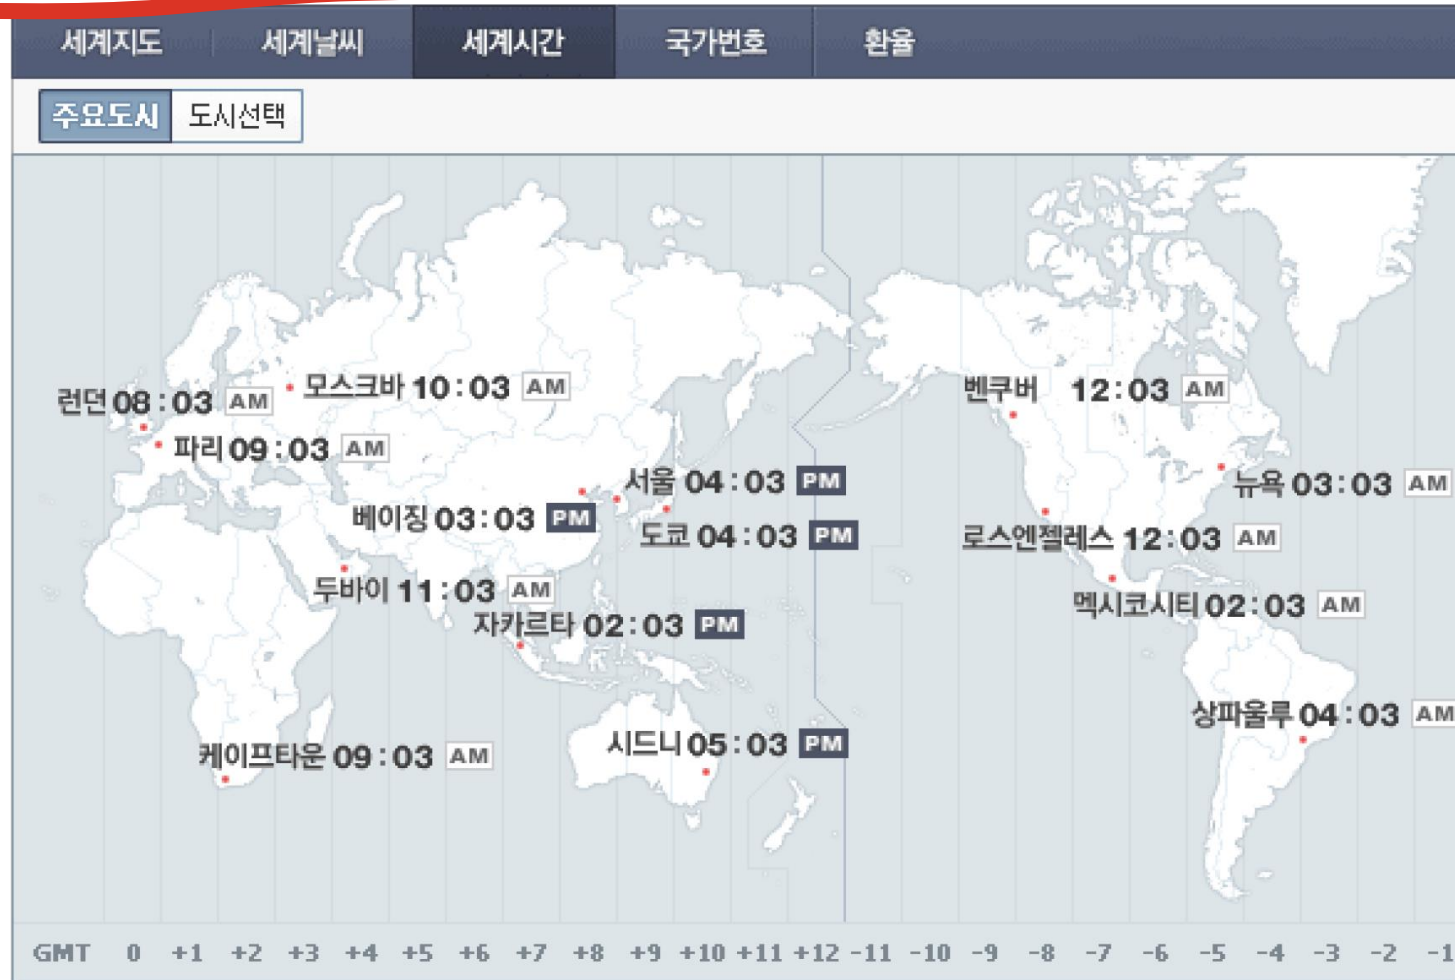 세계지도 세계날씨 세계시간 국가번호 환율
주요도시 도시선택
런던 08:03 AM
모스크바 10:03 AM
벤쿠버 12:03 AM
파리 09:03 AM
서울 04:03 PM
뉴욕 03:03 AM
베이징 03:03 PM
도쿄 04:03 PM
로스엔젤레스 12:03 AM
두바이 11:03 AM
멕시코시티 02:03 AM
자카르타 02:03 PM
상파울루 04:03 AM
케이프타운 09:03 AM
시드니 05:03 PM
GMT 0 +1 +2 +3 +4 +5 +6 +7 +8 +9 +10 +11 +12 -11 -10 -9 -8 -7 -6 -5 -4 -3 -2 -1